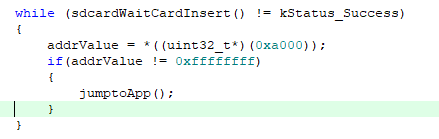 while (sdcardWaitCardInsert() != kStatus_Success)
{
addrValue = *((uint32_t*)(0xa000));
if(addrValue != 0xffffffff)
{
jumptoApp();
}
}